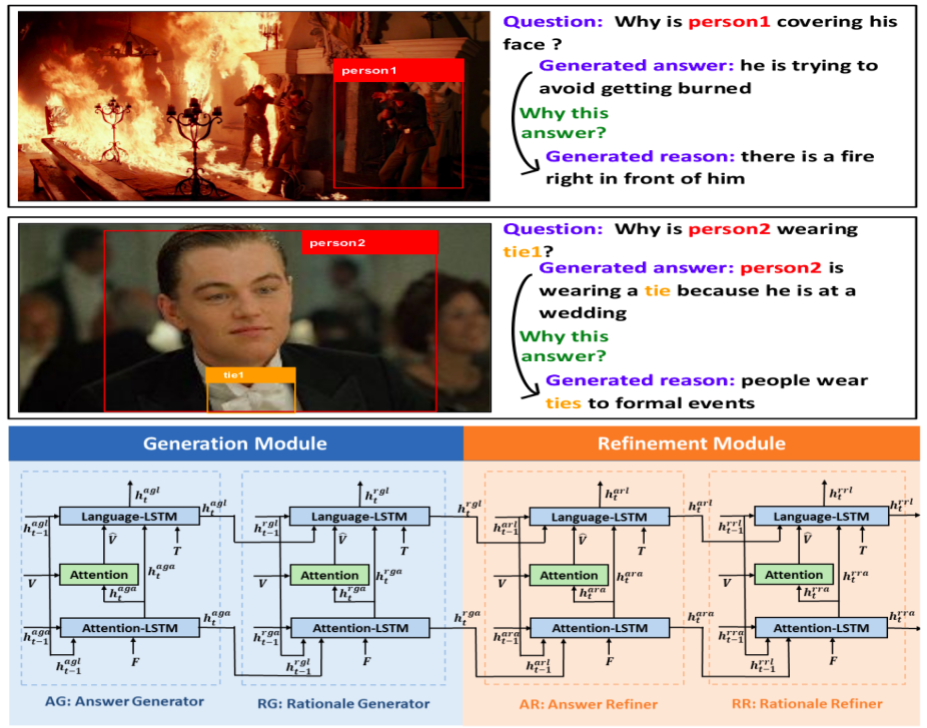 person1
Question: Why is person1 covering his
face ?
Generated answer: he is trying to
avoid getting burned
Why this
answer?
Generated reason: there is a fire
right in front of him
person2
tie1
Question: Why is person2 wearing
tie1?
Generated answer: person2 is
wearing a tie because he is at a
wedding
Why this
answer?
Generated reason: people wear
ties to formal events
Generation Module
Refinement Module
h_t^{agl}
h_{t-1}^{agl}
Language-LSTM
h_t^{agl}
V̂
T
V
Attention
h_t^{aga}
h_t^{aga}
h_{t-1}^{aga}
Attention-LSTM
h_t^{aga}
h_{t-1}^{agl}
F
AG: Answer Generator
h_t^{rgl}
h_{t-1}^{rgl}
Language-LSTM
h_t^{rgl}
V̂
T
V
Attention
h_t^{rga}
h_t^{rga}
h_{t-1}^{rga}
Attention-LSTM
h_t^{rga}
h_{t-1}^{rgl}
F
RG: Rationale Generator
h_t^{arl}
h_{t-1}^{arl}
Language-LSTM
h_t^{arl}
V̂
T
V
Attention
h_t^{ara}
h_t^{ara}
h_{t-1}^{ara}
Attention-LSTM
h_t^{ara}
h_{t-1}^{arl}
F
AR: Answer Refiner
h_t^{rrl}
h_{t-1}^{rrl}
Language-LSTM
h_t^{rrl}
V̂
T
V
Attention
h_t^{rra}
h_t^{rra}
h_{t-1}^{rra}
Attention-LSTM
h_t^{rra}
h_{t-1}^{rrl}
F
RR: Rationale Refiner